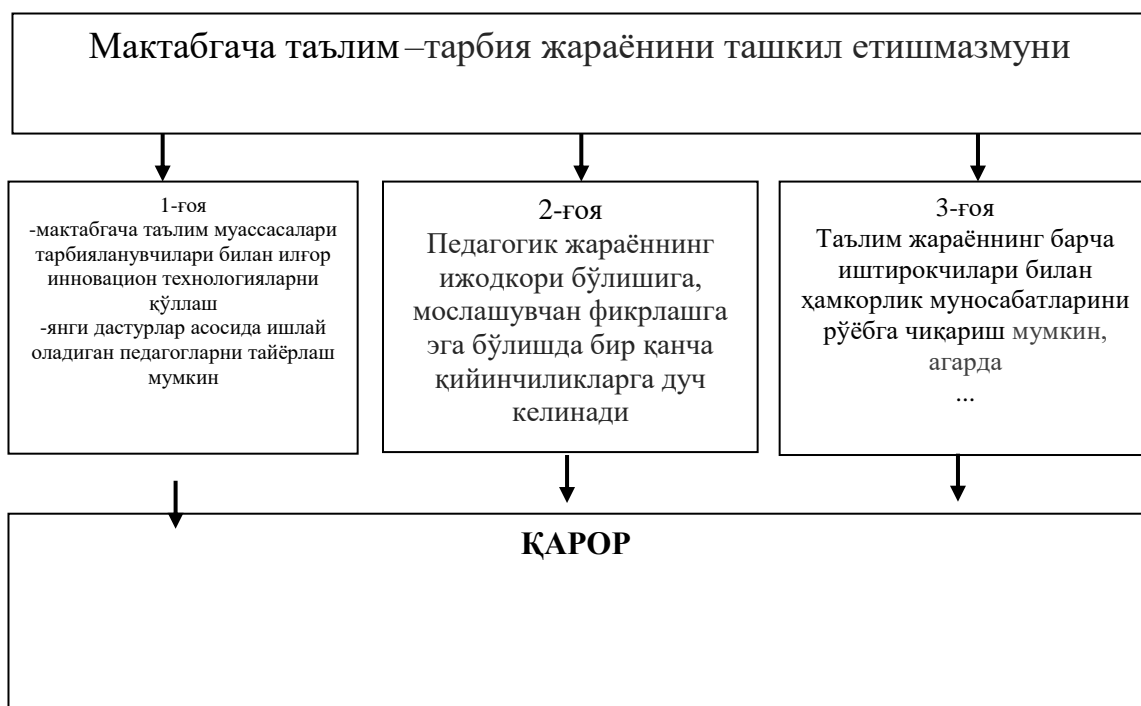 Мактабгача таълим –тарбия жараёнини ташкил етишмазмуни
1-ғоя
-мактабгача таълим муассасалари
тарбияланувчилари билан илғор
инновацион технологияларни
қўллаш
-янги дастурлар асосида ишлай
оладиган педагогларни тайёрлаш
мумкин
2-ғоя
Педагогик жараённинг
ижодкори бўлишига,
мослашувчан фикрлашга
эга бўлишда бир қанча
қийинчиликларга дуч
келинади
3-ғоя
Таълим жараённинг барча
иштирокчилари билан
ҳамкорлик муносабатларини
рўёбга чиқариш мумкин,
агарда
...
ҚАРОР